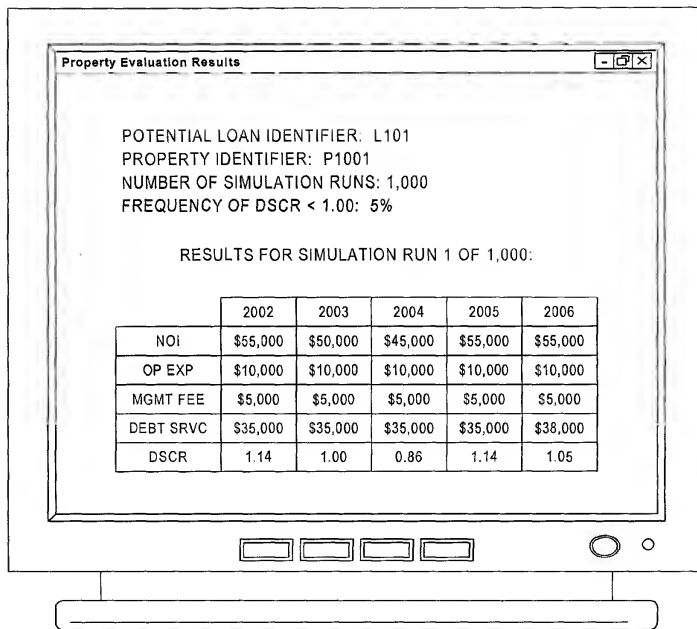 Property Evaluation Results
POTENTIAL LOAN IDENTIFIER: L101
PROPERTY IDENTIFIER: P1001
NUMBER OF SIMULATION RUNS: 1,000
FREQUENCY OF DSCR < 1.00: 5%
RESULTS FOR SIMULATION RUN 1 OF 1,000:
2002 2003 2004 2005 2006
NOI $55,000 $50,000 $45,000 $55,000 $55,000
OP EXP $10,000 $10,000 $10,000 $10,000 $10,000
MGMT FEE $5,000 $5,000 $5,000 $5,000 $5,000
DEBT SRVC $35,000 $35,000 $35,000 $35,000 $38,000
DSCR 1.14 1.00 0.86 1.14 1.05